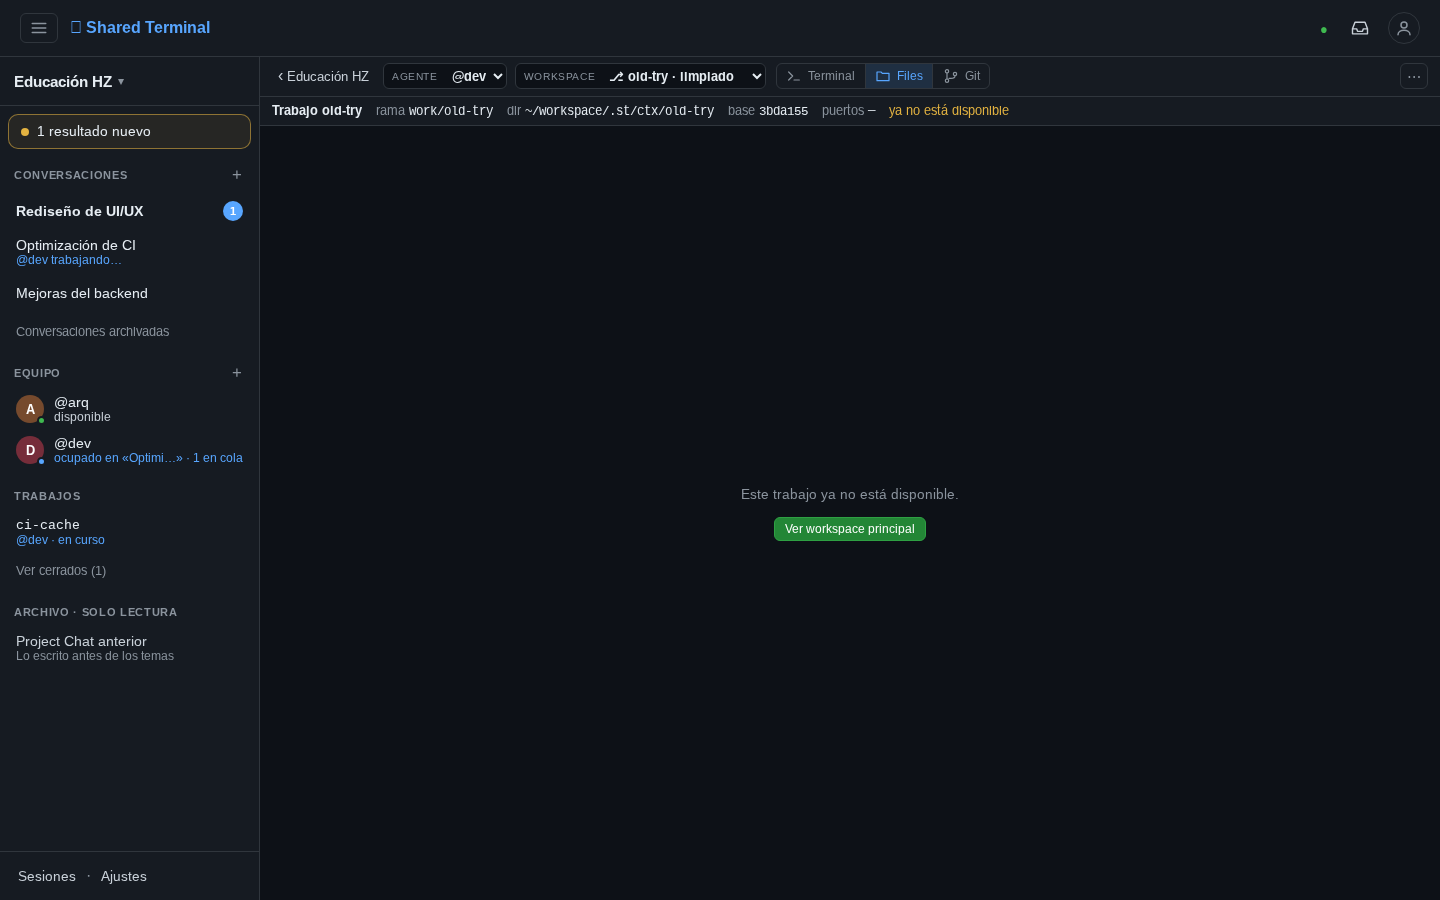 Shared Terminal
Educación HZ ▾
1 resultado nuevo
CONVERSACIONES +
Rediseño de UI/UX 1
Optimización de CI
@dev trabajando…
Mejoras del backend
Conversaciones archivadas
EQUIPO +
A @arq
disponible
D @dev
ocupado en «Optimi…» · 1 en cola
TRABAJOS
ci-cache
@dev · en curso
Ver cerrados (1)
ARCHIVO · SOLO LECTURA
Project Chat anterior
Lo escrito antes de los temas
Sesiones · Ajustes
‹ Educación HZ AGENTE @dev WORKSPACE ⎇ old-try · limpiado Terminal Files Git ⋯
Trabajo old-try rama work/old-try dir ~/workspace/.st/ctx/old-try base 3bda155 puertos — ya no está disponible
Este trabajo ya no está disponible.
Ver workspace principal